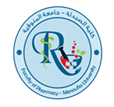 كلية الصيدلة - جامعة المنوفية
Faculty of Pharmacy - Menoufia University